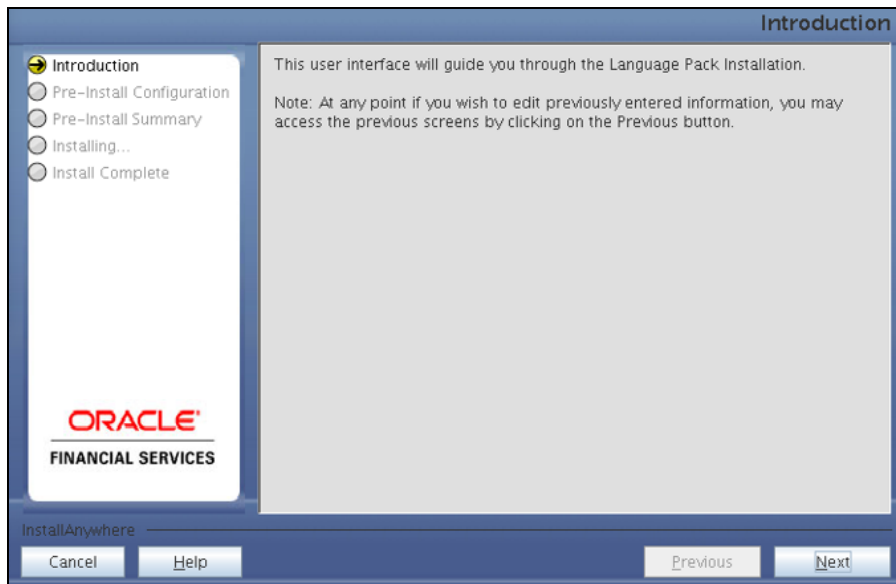 Introduction
Introduction
Pre-Install Configuration
Pre-Install Summary
Installing...
Install Complete
This user interface will guide you through the Language Pack Installation.
Note: At any point if you wish to edit previously entered information, you may
access the previous screens by clicking on the Previous button.
ORACLE'
FINANCIAL SERVICES
InstallAnywhere
Cancel
Help
Previous
Next